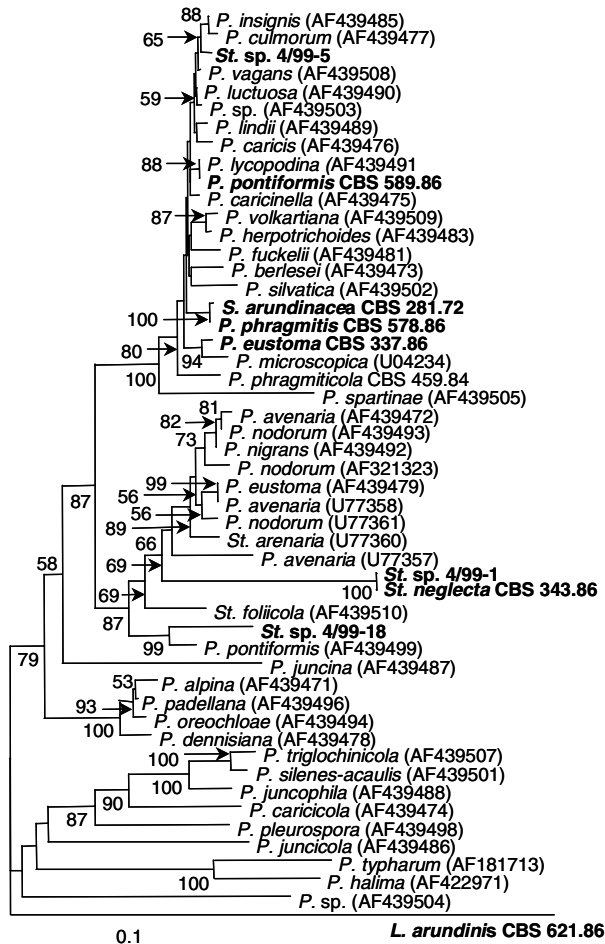 88 P. insignis (AF439485)
65 P. culmorum (AF439477)
St. sp. 4/99-5
P. vagans (AF439508)
59 P. luctuosa (AF439490)
P. sp. (AF439503)
P. lindii (AF439489)
P. caricis (AF439476)
88 P. lycopodina (AF439491
P. pontiformis CBS 589.86
P. caricinella (AF439475)
87 P. volkartiana (AF439509)
P. herpotrichoides (AF439483)
P. fuckelii (AF439481)
P. berlesei (AF439473)
P. silvatica (AF439502)
S. arundinacea CBS 281.72
100 P. phragmitis CBS 578.86
P. eustoma CBS 337.86
80 94 P. microscopica (U04234)
100 P. phragmiticola CBS 459.84
P. spartinae (AF439505)
81 P. avenaria (AF439472)
82 P. nodorum (AF439493)
73 P. nigrans (AF439492)
P. nodorum (AF321323)
99 P. eustoma (AF439479)
56 P. avenaria (U77358)
56 P. nodorum (U77361)
89 St. arenaria (U77360)
66 P. avenaria (U77357)
69 St. sp. 4/99-1
100 St. neglecta CBS 343.86
69 St. foliicola (AF439510)
87 St. sp. 4/99-18
99 P. pontiformis (AF439499)
87
58
79
P. juncina (AF439487)
53 P. alpina (AF439471)
93 P. padellana (AF439496)
P. oreochloae (AF439494)
100 P. dennisiana (AF439478)
100 P. triglochinicola (AF439507)
P. silenes-acaulis (AF439501)
100 P. juncophila (AF439488)
90 P. caricicola (AF439474)
87 P. pleurospora (AF439498)
P. juncicola (AF439486)
P. typharum (AF181713)
100 P. halima (AF422971)
P. sp. (AF439504)
L. arundinis CBS 621.86
0.1